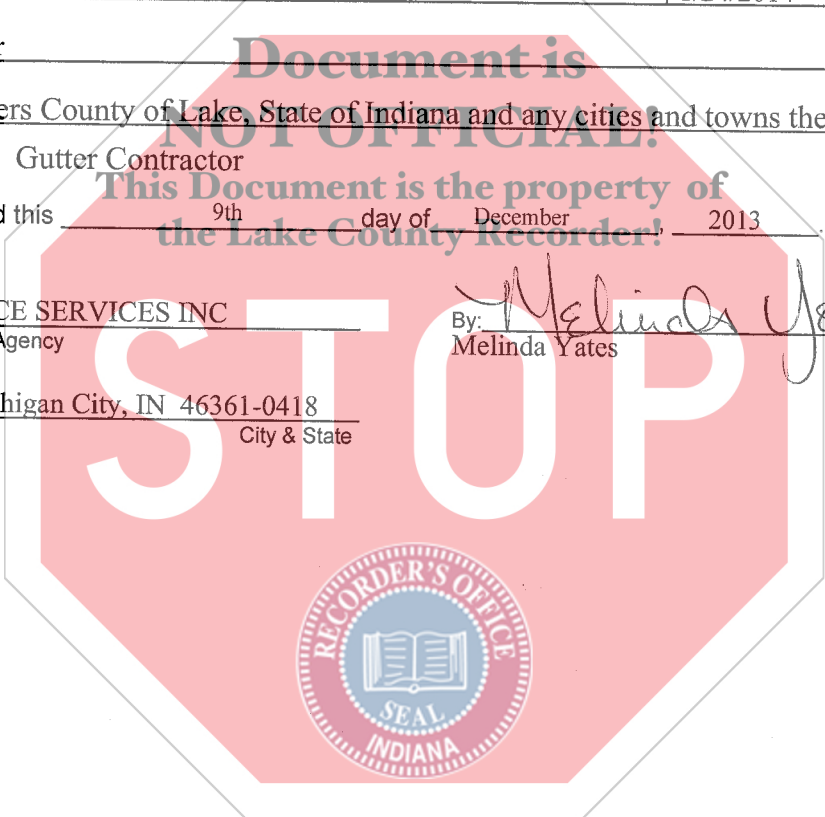 Document is
ers County of Lake, State of Indiana and any cities and towns the
NOT OFFICIAL!
Gutter Contractor
This Document is the property of
d this 9th day of December, 2013.
the Lake County Recorder!
CE SERVICES INC
By: Melinda Ya
Agency
Melinda Yates
higan City, IN 46361-0418
City & State
STOP
RECORDER'S OFFICE
SEAL
INDIANA